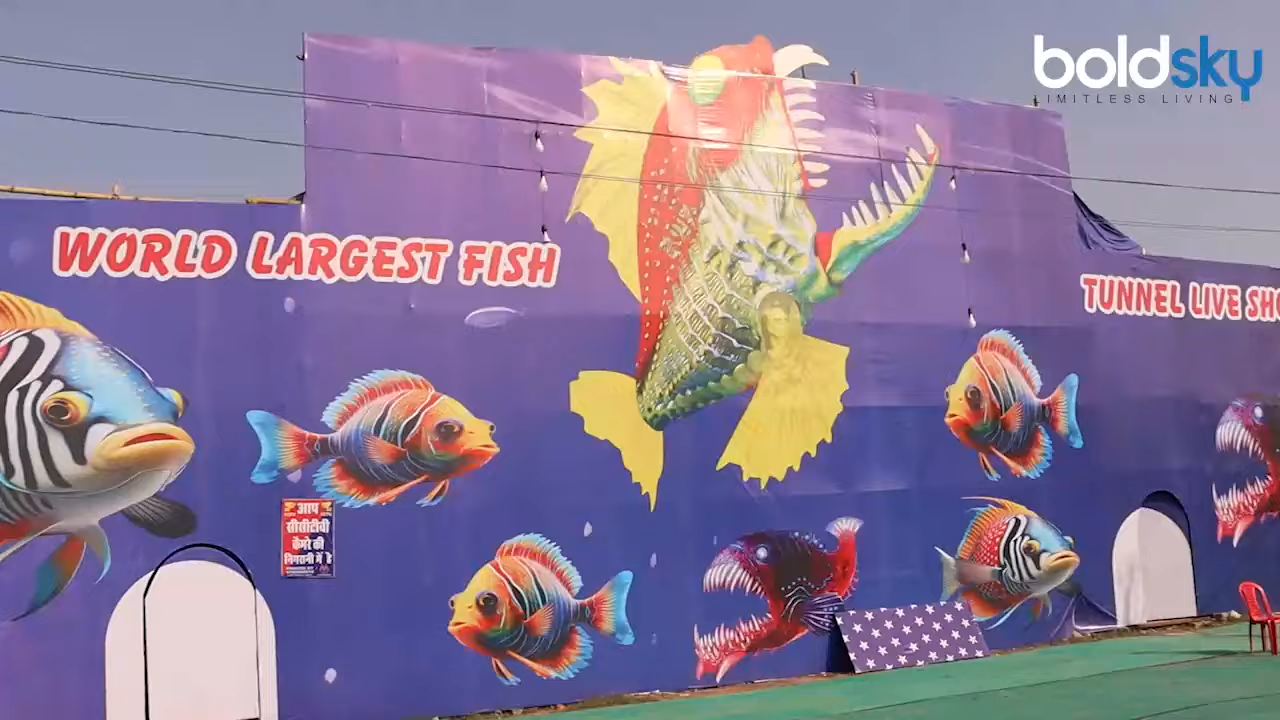 boldsky
LIMITLESS LIVING
WORLD LARGEST FISH
TUNNEL LIVE SHO
आप
सीसीटीवी
कैमरे की
निगरानी में है